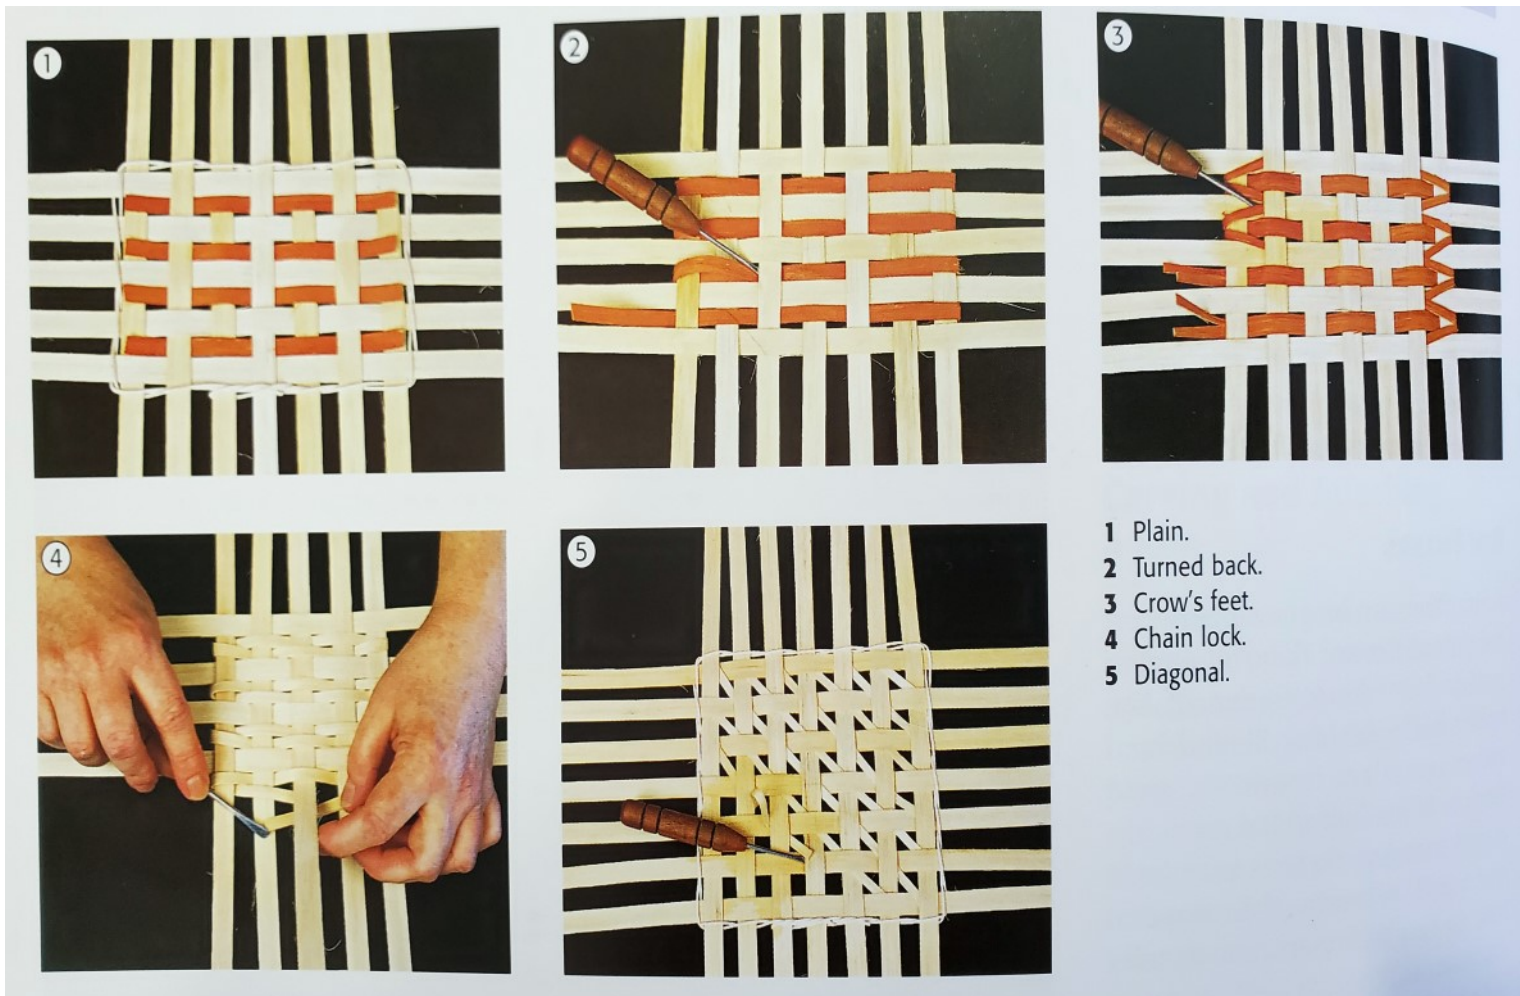 1
2
3
4
5
1 Plain.
2 Turned back.
3 Crow's feet.
4 Chain lock.
5 Diagonal.